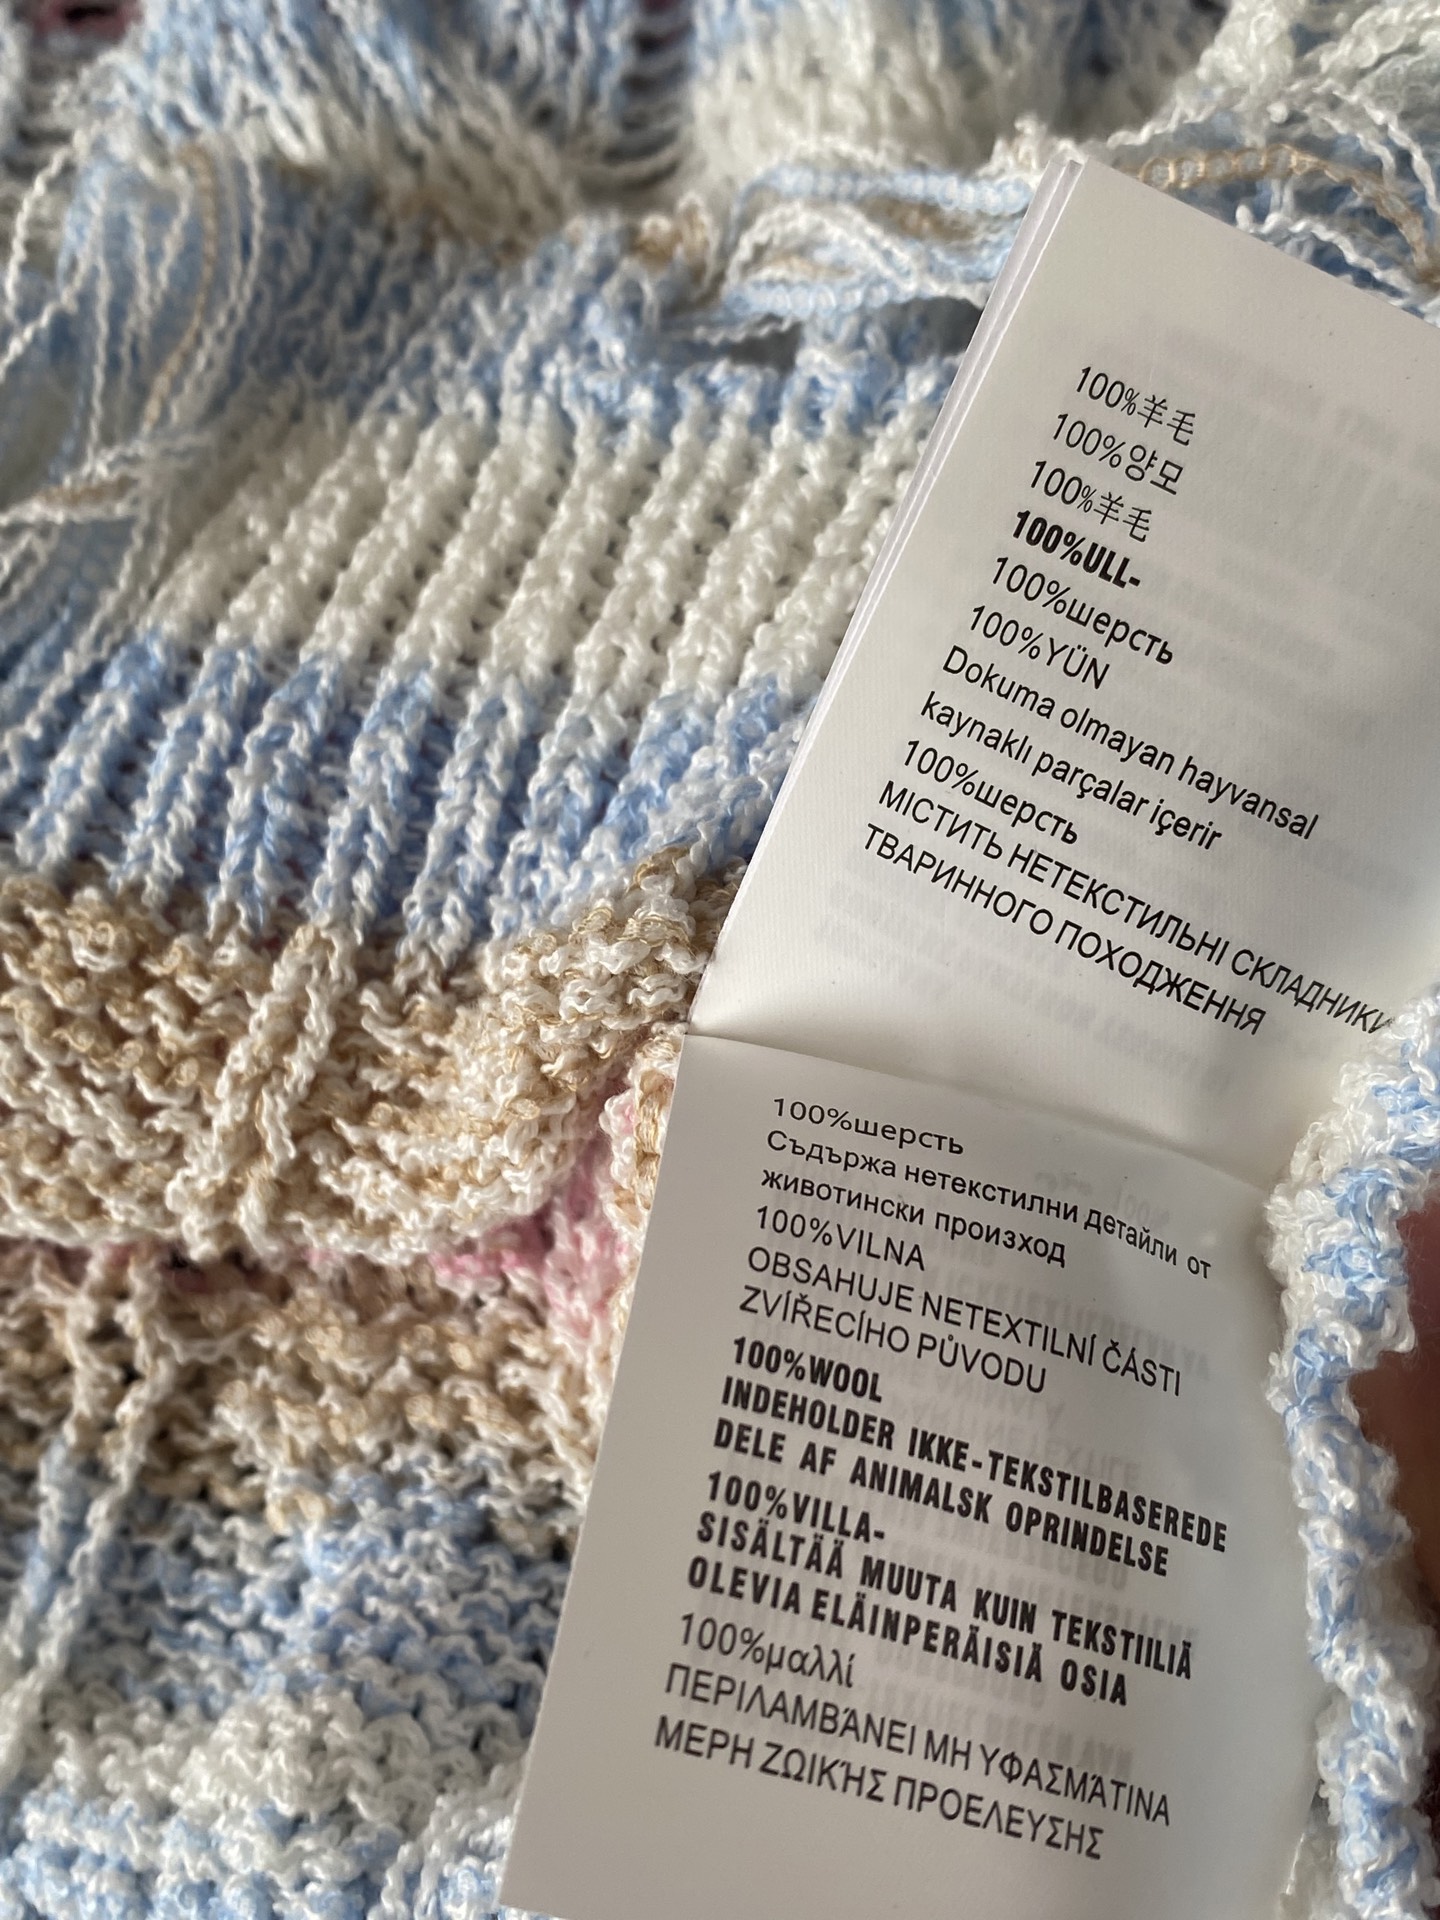 100%羊毛
100%양모
100%羊毛
100%ULL-
100%шерсть
100%YÜN
Dokuma olmayan hayvansal
kaynaklı parçalar içerir
100%шерсть
МІСТИТЬ НЕТЕКСТИЛЬНІ СКЛАДНИКИ
ТВАРИННОГО ПОХОДЖЕННЯ
100%шерсть
Съдържа нетекстилни детайли от
животински произход
100%VILNA
OBSAHUJE NETEXTILNÍ ČÁSTI
ZVÍŘECÍHO PŮVODU
100%WOOL
INDEHOLDER IKKE-TEKSTILBASEREDE
DELE AF ANIMALSK OPRINDELSE
100%VILLA-
SISÄLTÄÄ MUUTA KUIN TEKSTIILIÄ
OLEVIA ELÄINPERÄISIÄ OSIA
100%μαλλί
ΠΕΡΙΛΑΜΒΆΝΕΙ ΜΗ ΥΦΑΣΜΆΤΙΝΑ
ΜΕΡΗ ΖΩΙΚΉΣ ΠΡΟΕΛΕΥΣΗΣ